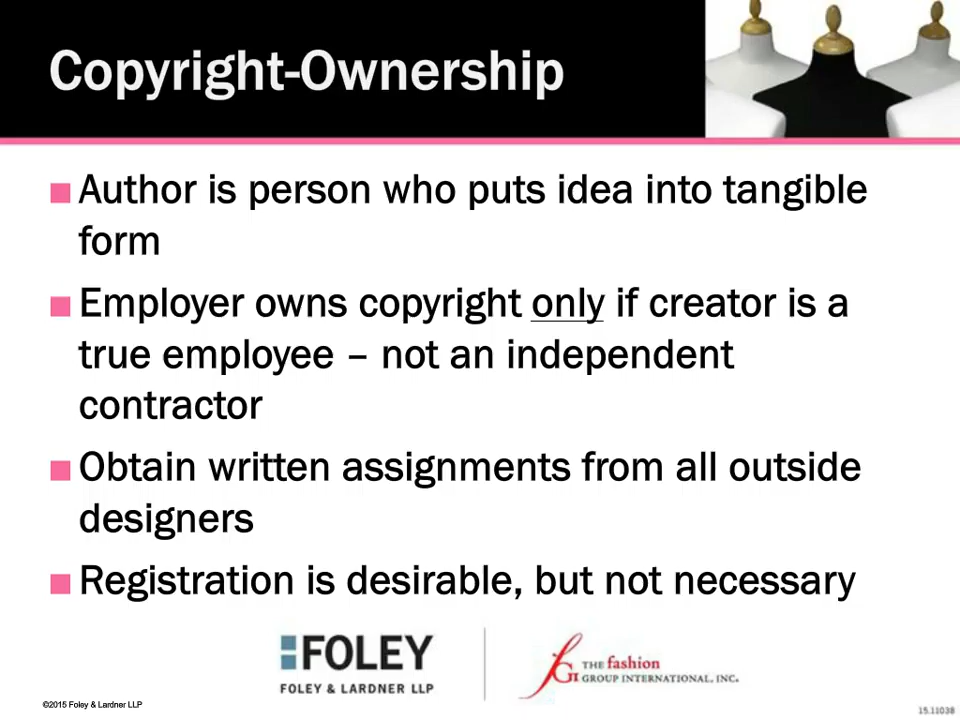 Copyright-Ownership
Author is person who puts idea into tangible
form
Employer owns copyright only if creator is a
true employee – not an independent
contractor
Obtain written assignments from all outside
designers
Registration is desirable, but not necessary
FOLEY
FOLEY & LARDNER LLP
fGI THE fashion
GROUP INTERNATIONAL, INC.
©2015 Foley & Lardner LLP
15.11038